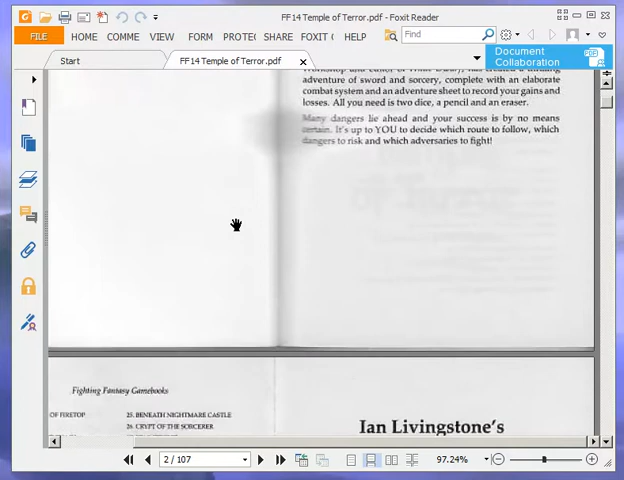 FF14 Temple of Terror.pdf - Foxit Reader
FILE HOME COMME VIEW FORM PROTE SHARE FOXIT C HELP Find
Start FF14 Temple of Terror.pdf
Document Collaboration
adventure of sword and sorcery, complete with an elaborate
combat system and an adventure sheet to record your gains and
losses. All you need is two dice, a pencil and an eraser.
Many dangers lie ahead and your success is by no means
certain. It's up to YOU to decide which route to follow, which
dangers to risk and which adversaries to fight!
Fighting Fantasy Gamebooks
OF FIRETOP 25. BENEATH NIGHTMARE CASTLE
26. CRYPT OF THE SORCERER
Ian Livingstone's
2 / 107 97.24%